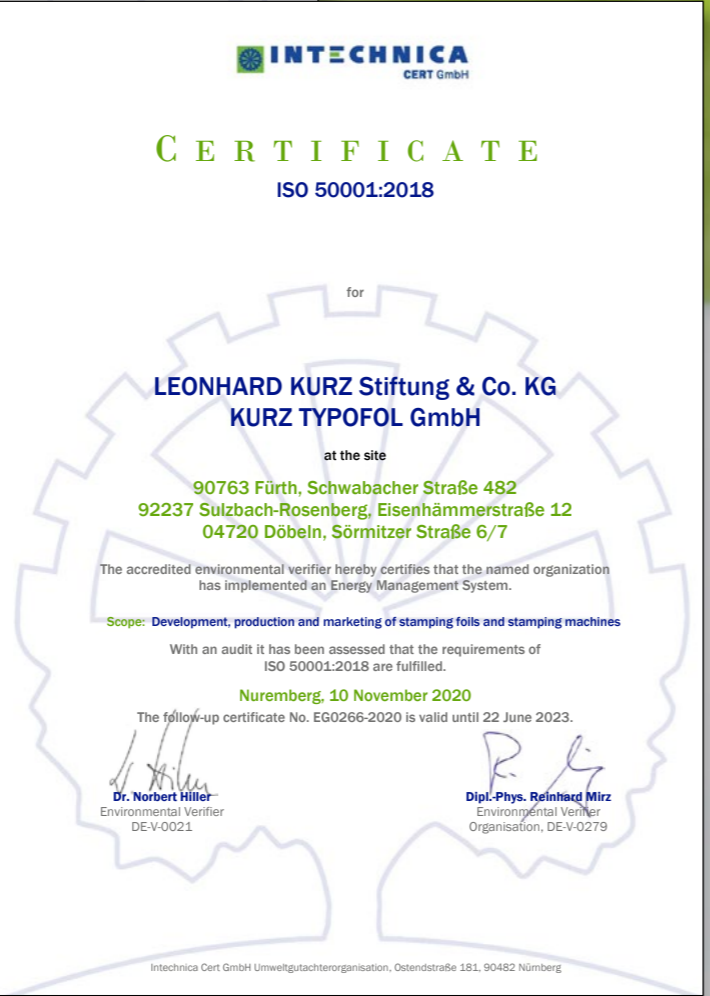 INTECHNICA
CERT GmbH
CERTIFICATE
ISO 50001:2018
for
LEONHARD KURZ Stiftung & Co. KG
KURZ TYPOFOL GmbH
at the site
90763 Fürth, Schwabacher Straße 482
92237 Sulzbach-Rosenberg, Eisenhämmerstraße 12
04720 Döbeln, Sörmitzer Straße 6/7
The accredited environmental verifier hereby certifies that the named organization
has implemented an Energy Management System.
Scope: Development, production and marketing of stamping foils and stamping machines
With an audit it has been assessed that the requirements of
ISO 50001:2018 are fulfilled.
Nuremberg, 10 November 2020
The follow-up certificate No. EG0266-2020 is valid until 22 June 2023.
Dr. Norbert Hiller
Environmental Verifier
DE-V-0021
Dipl.-Phys. Reinhard Mirz
Environmental Verifier
Organisation, DE-V-0279
Intechnica Cert GmbH Umweltgutachterorganisation, Ostendstraße 181, 90482 Nürnberg